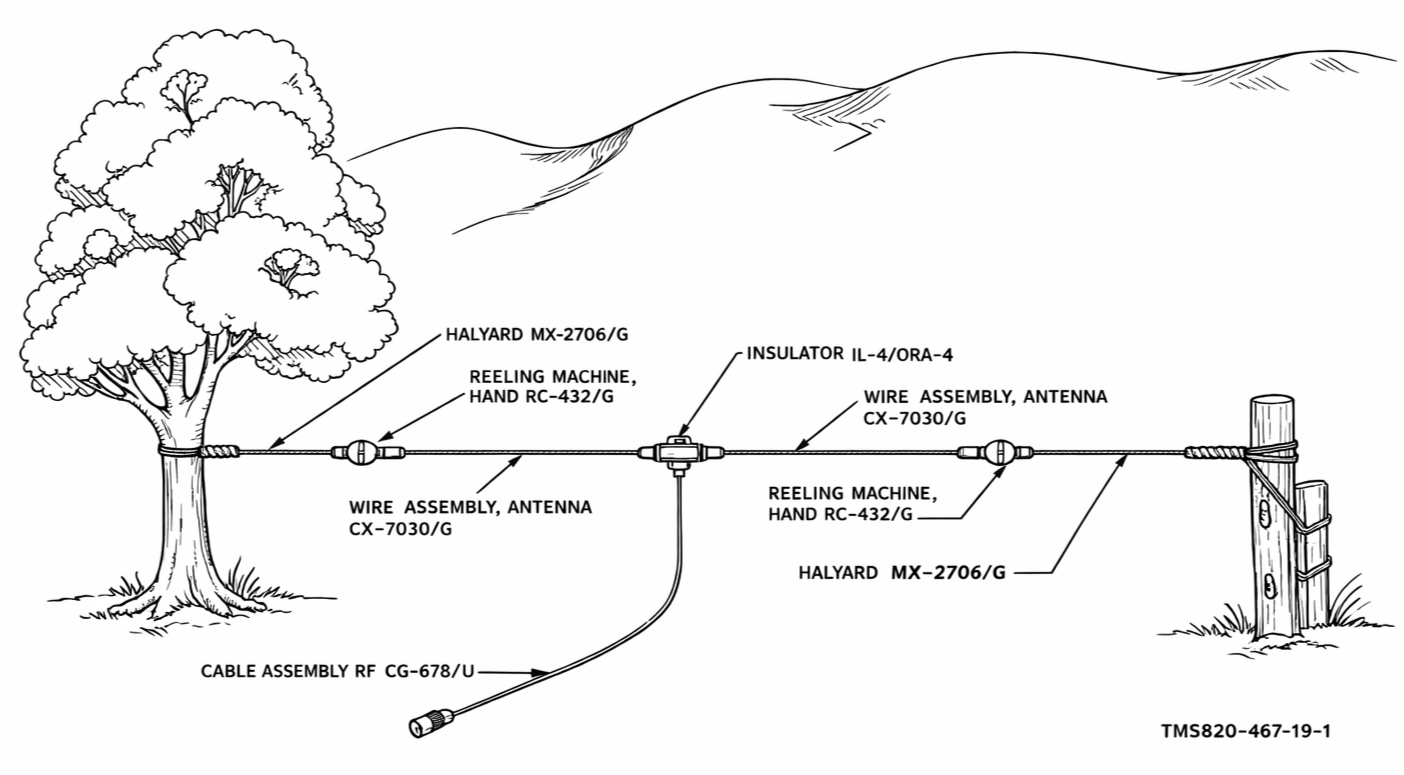 HALYARD MX-2706/G
REELING MACHINE,
HAND RC-432/G
INSULATOR IL-4/ORA-4
WIRE ASSEMBLY, ANTENNA
CX-7030/G
WIRE ASSEMBLY, ANTENNA
CX-7030/G
REELING MACHINE,
HAND RC-432/G
HALYARD MX-2706/G
CABLE ASSEMBLY RF CG-678/U
TMS820-467-19-1